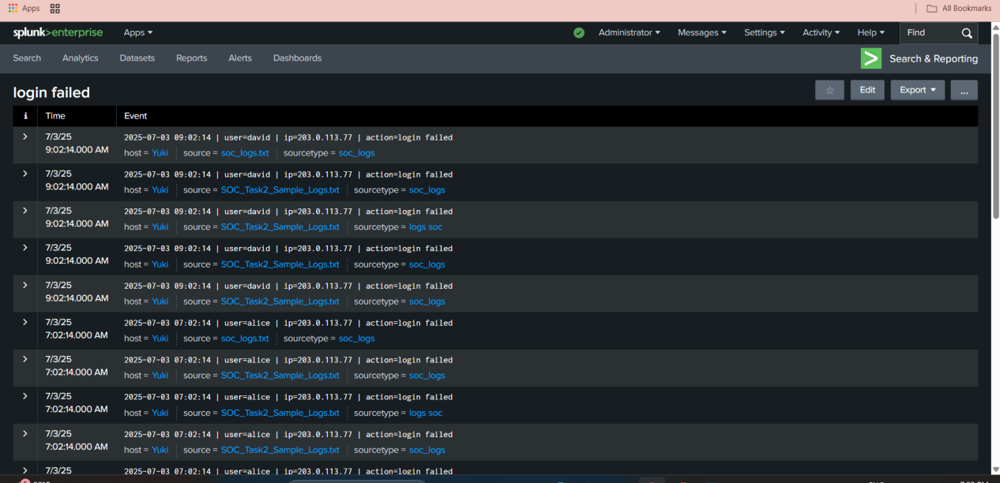 Apps
All Bookmarks
splunk>enterprise Apps Administrator Messages Settings Activity Help Find
Search Analytics Datasets Reports Alerts Dashboards Search & Reporting
login failed Edit Export ...
i Time Event
7/3/25 2025-07-03 09:02:14 | user=david | ip=203.0.113.77 | action=login failed
9:02:14.000 AM host = Yuki source = soc_logs.txt sourcetype = soc_logs
7/3/25 2025-07-03 09:02:14 | user=david | ip=203.0.113.77 | action=login failed
9:02:14.000 AM host = Yuki source = SOC_Task2_Sample_Logs.txt sourcetype = soc_logs
7/3/25 2025-07-03 09:02:14 | user=david | ip=203.0.113.77 | action=login failed
9:02:14.000 AM host = Yuki source = SOC_Task2_Sample_Logs.txt sourcetype = logs soc
7/3/25 2025-07-03 09:02:14 | user=david | ip=203.0.113.77 | action=login failed
9:02:14.000 AM host = Yuki source = SOC_Task2_Sample_Logs.txt sourcetype = soc_logs
7/3/25 2025-07-03 09:02:14 | user=david | ip=203.0.113.77 | action=login failed
9:02:14.000 AM host = Yuki source = SOC_Task2_Sample_Logs.txt sourcetype = soc_logs
7/3/25 2025-07-03 07:02:14 | user=alice | ip=203.0.113.77 | action=login failed
7:02:14.000 AM host = Yuki source = soc_logs.txt sourcetype = soc_logs
7/3/25 2025-07-03 07:02:14 | user=alice | ip=203.0.113.77 | action=login failed
7:02:14.000 AM host = Yuki source = SOC_Task2_Sample_Logs.txt sourcetype = soc_logs
7/3/25 2025-07-03 07:02:14 | user=alice | ip=203.0.113.77 | action=login failed
7:02:14.000 AM host = Yuki source = SOC_Task2_Sample_Logs.txt sourcetype = logs soc
7/3/25 2025-07-03 07:02:14 | user=alice | ip=203.0.113.77 | action=login failed
7:02:14.000 AM host = Yuki source = SOC_Task2_Sample_Logs.txt sourcetype = soc_logs
7/3/25 2025-07-03 07:02:14 | user=alice | ip=203.0.113.77 | action=login failed